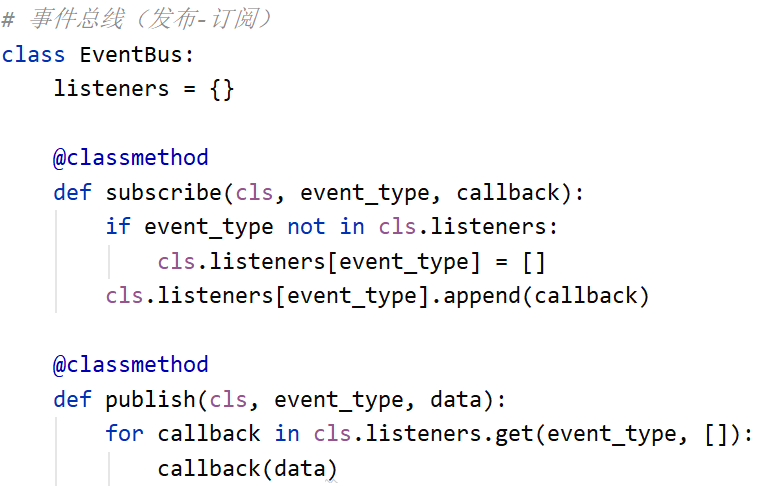 # 事件总线（发布-订阅）
class EventBus:
    listeners = {}

    @classmethod
    def subscribe(cls, event_type, callback):
        if event_type not in cls.listeners:
            cls.listeners[event_type] = []
        cls.listeners[event_type].append(callback)

    @classmethod
    def publish(cls, event_type, data):
        for callback in cls.listeners.get(event_type, []):
            callback(data)